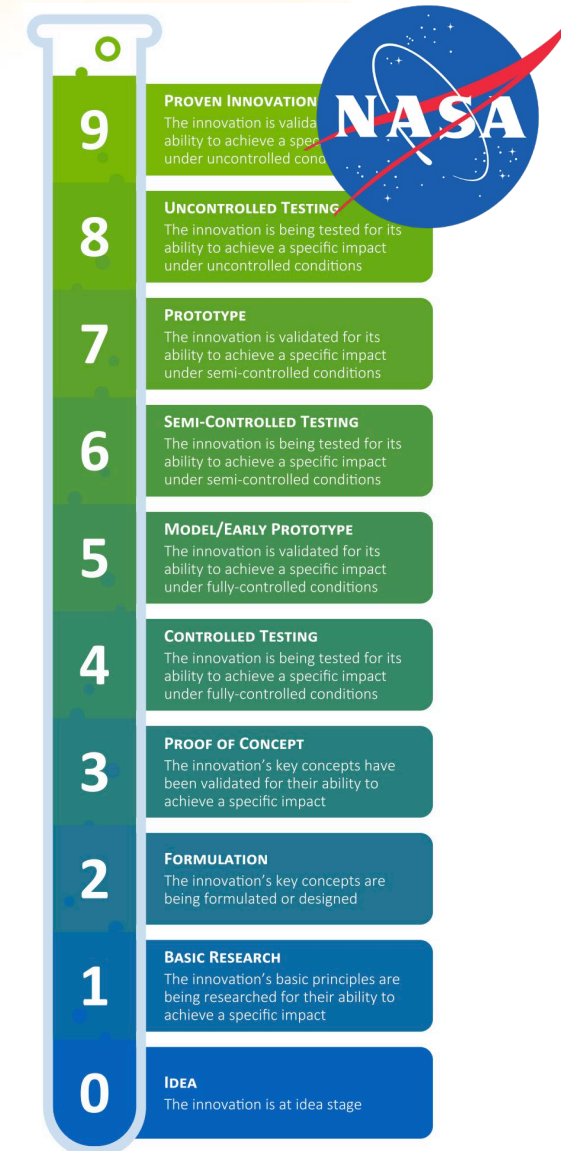 9
PROVEN INNOVATION
The innovation is valida
ability to achieve a spec
under uncontrolled cond
NASA
8
UNCONTROLLED TESTING
The innovation is being tested for its
ability to achieve a specific impact
under uncontrolled conditions
7
PROTOTYPE
The innovation is validated for its
ability to achieve a specific impact
under semi-controlled conditions
6
SEMI-CONTROLLED TESTING
The innovation is being tested for its
ability to achieve a specific impact
under semi-controlled conditions
5
MODEL/EARLY PROTOTYPE
The innovation is validated for its
ability to achieve a specific impact
under fully-controlled conditions
4
CONTROLLED TESTING
The innovation is being tested for its
ability to achieve a specific impact
under fully-controlled conditions
3
PROOF OF CONCEPT
The innovation’s key concepts have
been validated for their ability to
achieve a specific impact
2
FORMULATION
The innovation’s key concepts are
being formulated or designed
1
BASIC RESEARCH
The innovation’s basic principles are
being researched for their ability to
achieve a specific impact
0
IDEA
The innovation is at idea stage